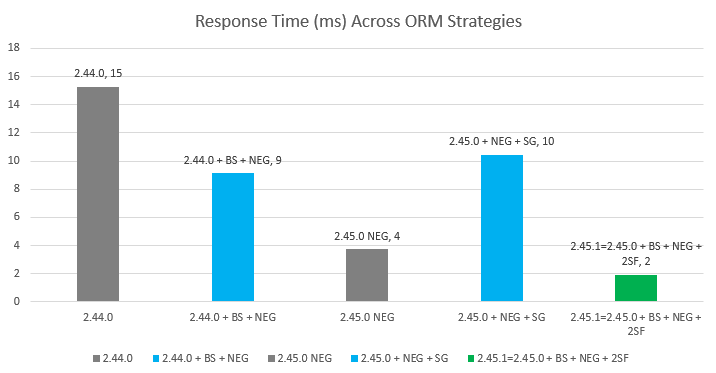 Response Time (ms) Across ORM Strategies
18
16
14
12
10
8
6
4
2
0
2.44.0, 15
2.44.0 + BS + NEG, 9
2.45.0 NEG, 4
2.45.0 + NEG + SG, 10
2.45.1=2.45.0 + BS + NEG +
2SF, 2
2.44.0
2.44.0 + BS + NEG
2.45.0 NEG
2.45.0 + NEG + SG
2.45.1=2.45.0 + BS + NEG +
2SF
2.44.0
2.44.0 + BS + NEG
2.45.0 NEG
2.45.0 + NEG + SG
2.45.1=2.45.0 + BS + NEG + 2SF